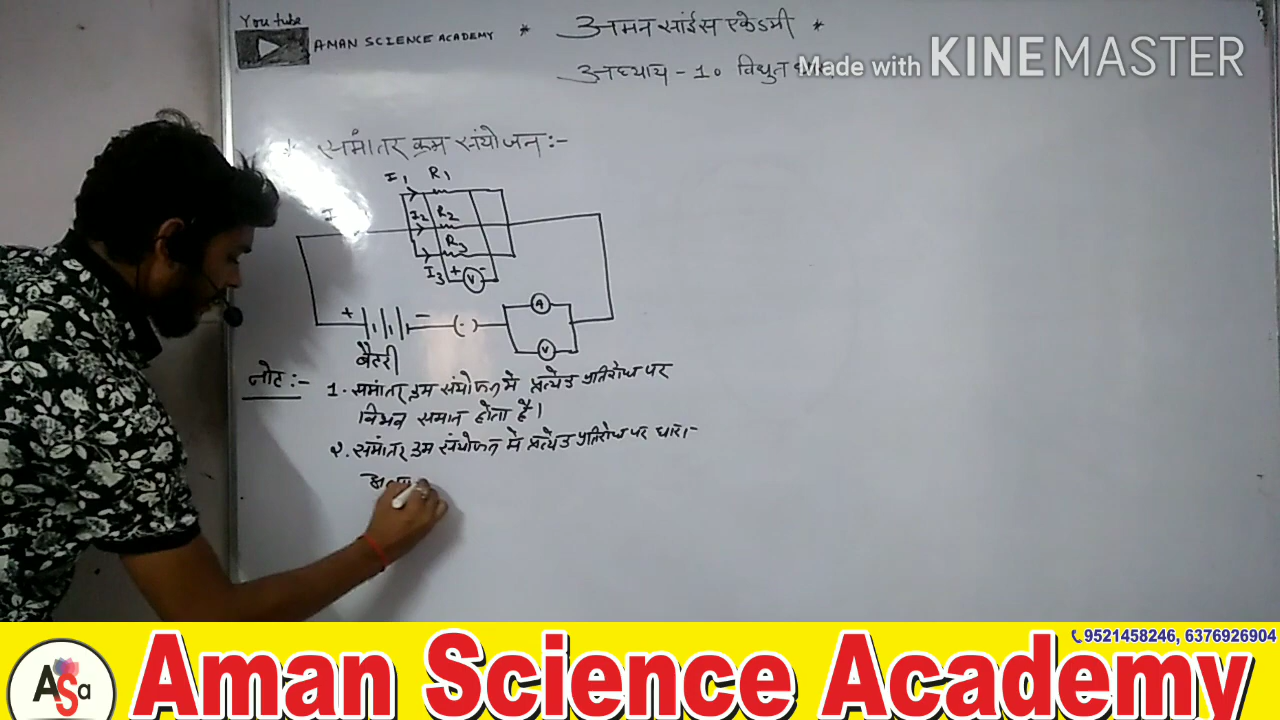 You tube
AMAN SCIENCE ACADEMY * अमन साईंस एकेडमी *
अध्याय - 10 विद्युत धारा
Made with KINEMASTER
* समांतर क्रम संयोजन :-
I I1 R1
I2 R2
I3 R3
+ V -
+ - (·) A
V
बैटरी
नोट :- 1. समांतर क्रम संयोजन मे प्रत्येक प्रतिरोध पर
विभव समान होता है।
२. समांतर क्रम संयोजन में प्रत्येक प्रतिरोध पर धारा -
9521458246, 6376926904
ASa Aman Science Academy